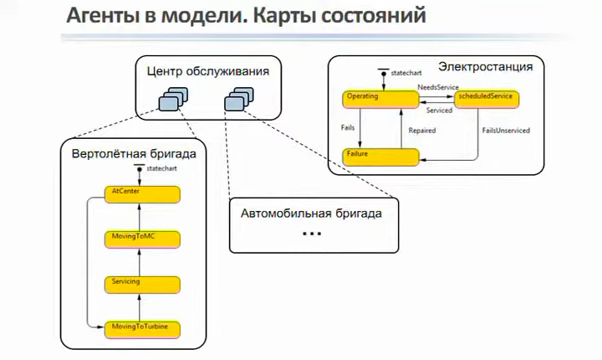 Агенты в модели. Карты состояний
Центр обслуживания
Электростанция
statechart
Operating
NeedsService
scheduledService
Serviced
Fails
Repaired
FailsUnserviced
Failure
Вертолётная бригада
statechart
AtCenter
MovingToMC
Servicing
MovingToTurbine
Автомобильная бригада
...